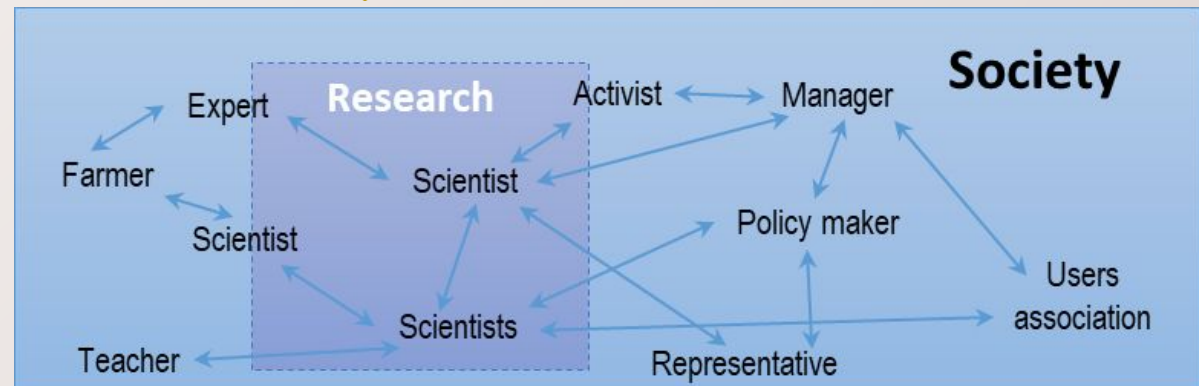 Society
Research
Expert
Activist
Manager
Farmer
Scientist
Scientist
Policy maker
Users
association
Scientists
Teacher
Representative